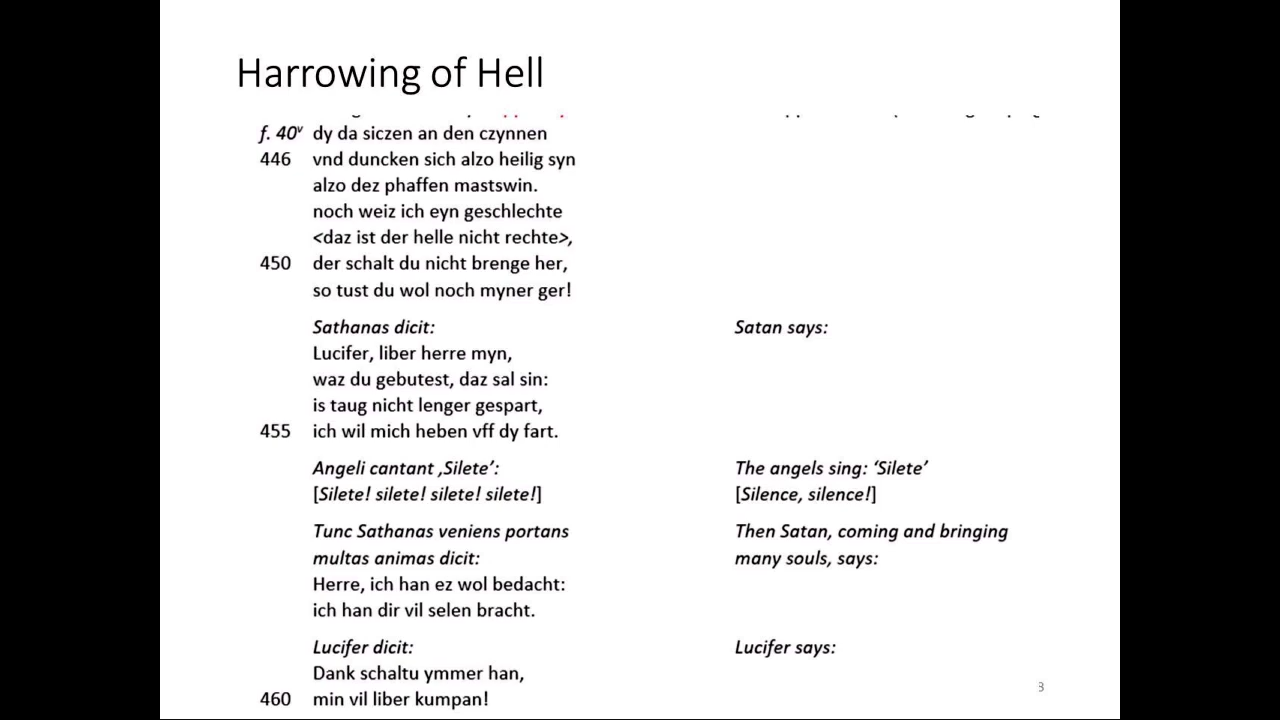 Harrowing of Hell
f. 40v dy da siczen an den czynnen
446 vnd duncken sich alzo heilig syn
alzo dez phaffen mastswin.
noch weiz ich eyn geschlechte
<daz ist der helle nicht rechte>,
450 der schalt du nicht brenge her,
so tust du wol noch myner ger!
Sathanas dicit: Satan says:
Lucifer, liber herre myn,
waz du gebutest, daz sal sin:
is taug nicht lenger gespart,
455 ich wil mich heben vff dy fart.
Angeli cantant ‚Silete’: The angels sing: ‘Silete’
[Silete! silete! silete! silete!] [Silence, silence!]
Tunc Sathanas veniens portans Then Satan, coming and bringing
multas animas dicit: many souls, says:
Herre, ich han ez wol bedacht:
ich han dir vil selen bracht.
Lucifer dicit: Lucifer says:
Dank schaltu ymmer han,
460 min vil liber kumpan!